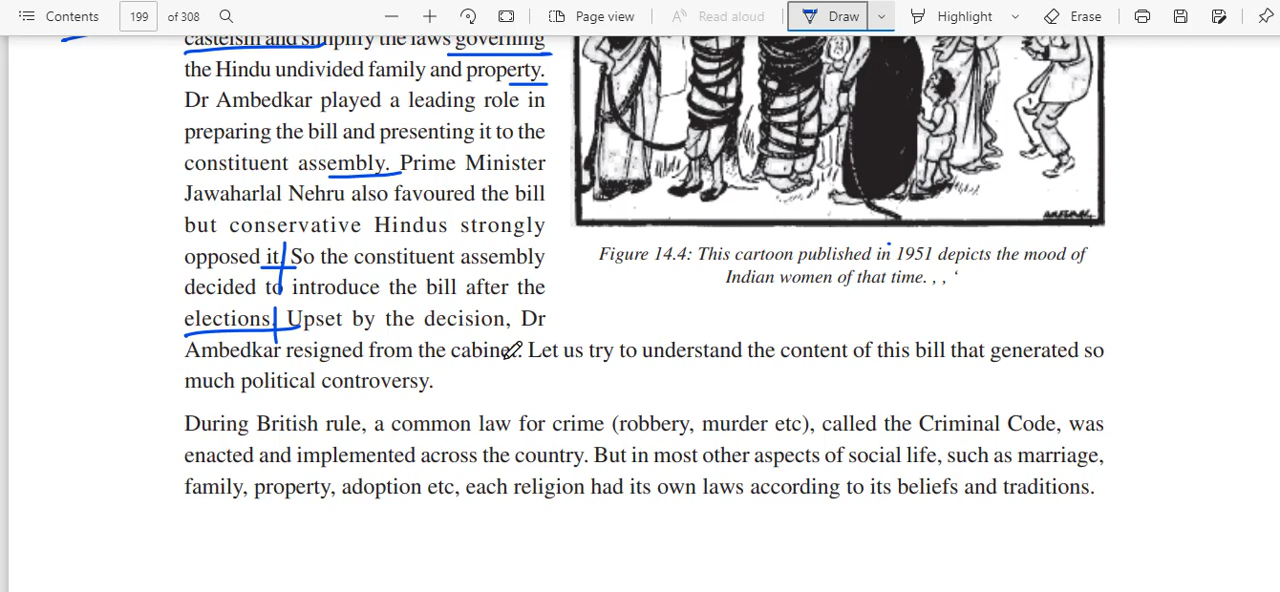 Contents
199 of 308
Page view
Read aloud
Draw
Highlight
Erase
casteism and simplify the laws governing
the Hindu undivided family and property.
Dr Ambedkar played a leading role in
preparing the bill and presenting it to the
constituent assembly. Prime Minister
Jawaharlal Nehru also favoured the bill
but conservative Hindus strongly
opposed it. So the constituent assembly
decided to introduce the bill after the
elections. Upset by the decision, Dr
Ambedkar resigned from the cabinet. Let us try to understand the content of this bill that generated so
much political controversy.
Figure 14.4: This cartoon published in 1951 depicts the mood of
Indian women of that time. , , ‘
During British rule, a common law for crime (robbery, murder etc), called the Criminal Code, was
enacted and implemented across the country. But in most other aspects of social life, such as marriage,
family, property, adoption etc, each religion had its own laws according to its beliefs and traditions.